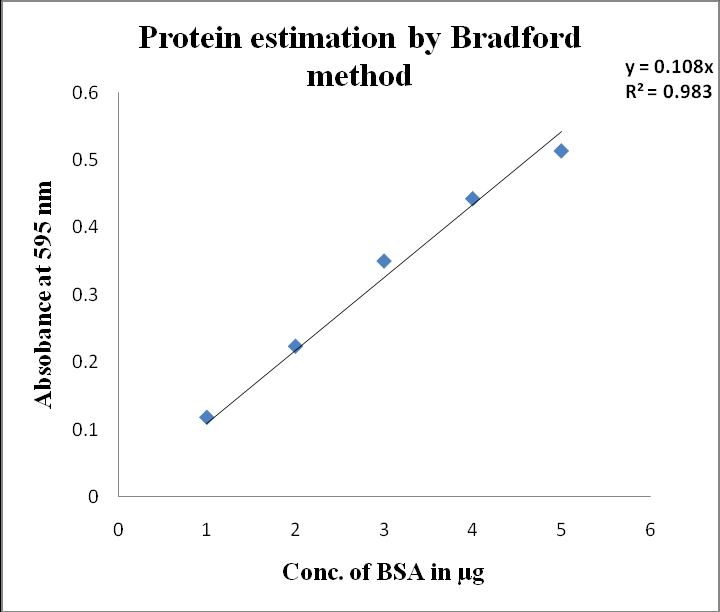 Protein estimation by Bradford
method
y = 0.108x
R² = 0.983
Absobance at 595 nm
0.6
0.5
0.4
0.3
0.2
0.1
0
0 1 2 3 4 5 6
Conc. of BSA in µg